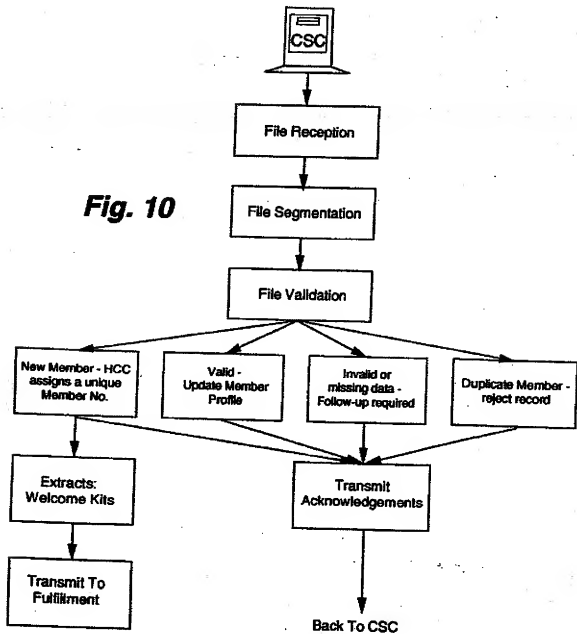 CSC
File Reception
Fig. 10
File Segmentation
File Validation
New Member - HCC
assigns a unique
Member No.
Valid -
Update Member
Profile
Invalid or
missing data -
Follow-up required
Duplicate Member -
reject record
Extracts:
Welcome Kits
Transmit
Acknowledgements
Transmit To
Fulfillment
Back To CSC